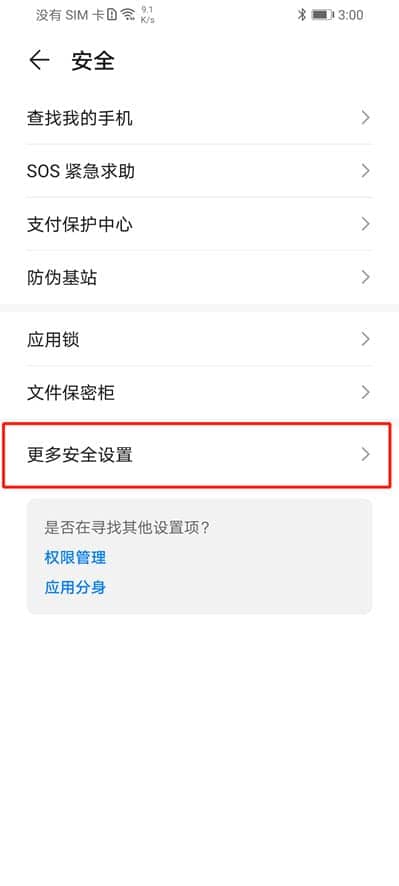 没有 SIM 卡 9.1 K/s 3:00
安全
查找我的手机
SOS 紧急求助
支付保护中心
防伪基站
应用锁
文件保密柜
更多安全设置
是否在寻找其他设置项？
权限管理
应用分身